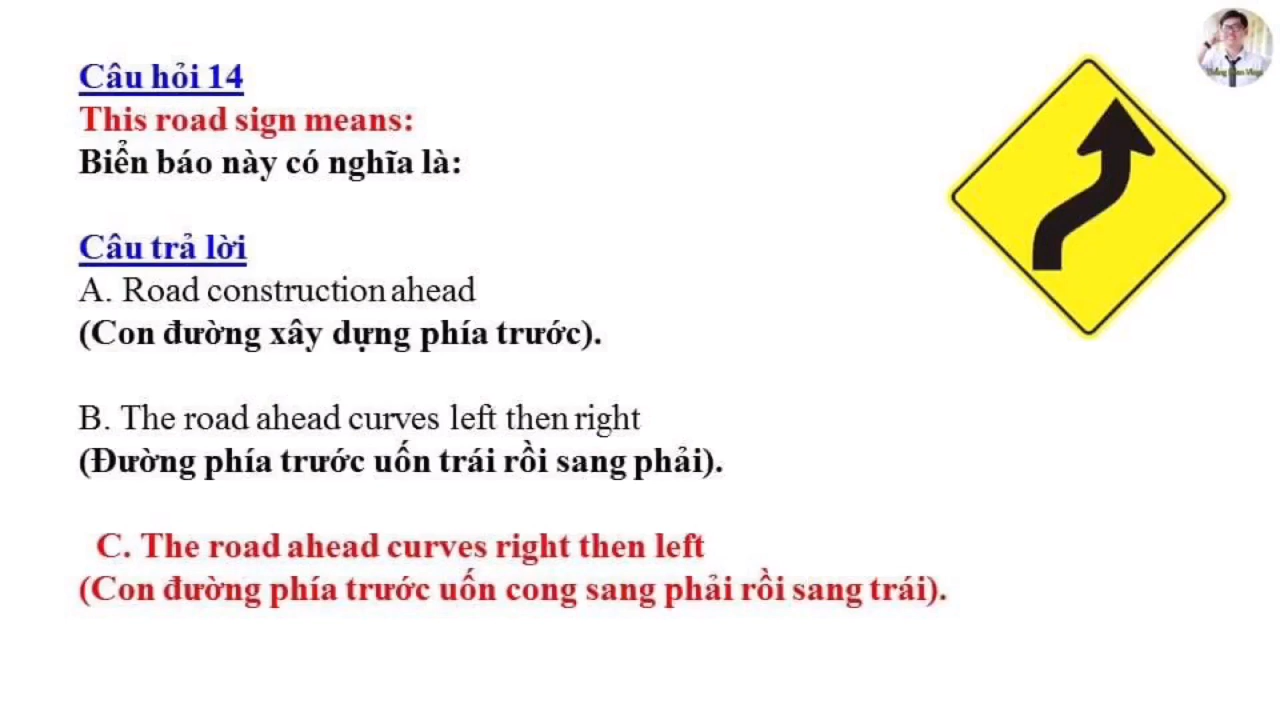 Câu hỏi 14
This road sign means:
Biển báo này có nghĩa là:
Câu trả lời
A. Road construction ahead
(Con đường xây dựng phía trước).
B. The road ahead curves left then right
(Đường phía trước uốn trái rồi sang phải).
C. The road ahead curves right then left
(Con đường phía trước uốn cong sang phải rồi sang trái).